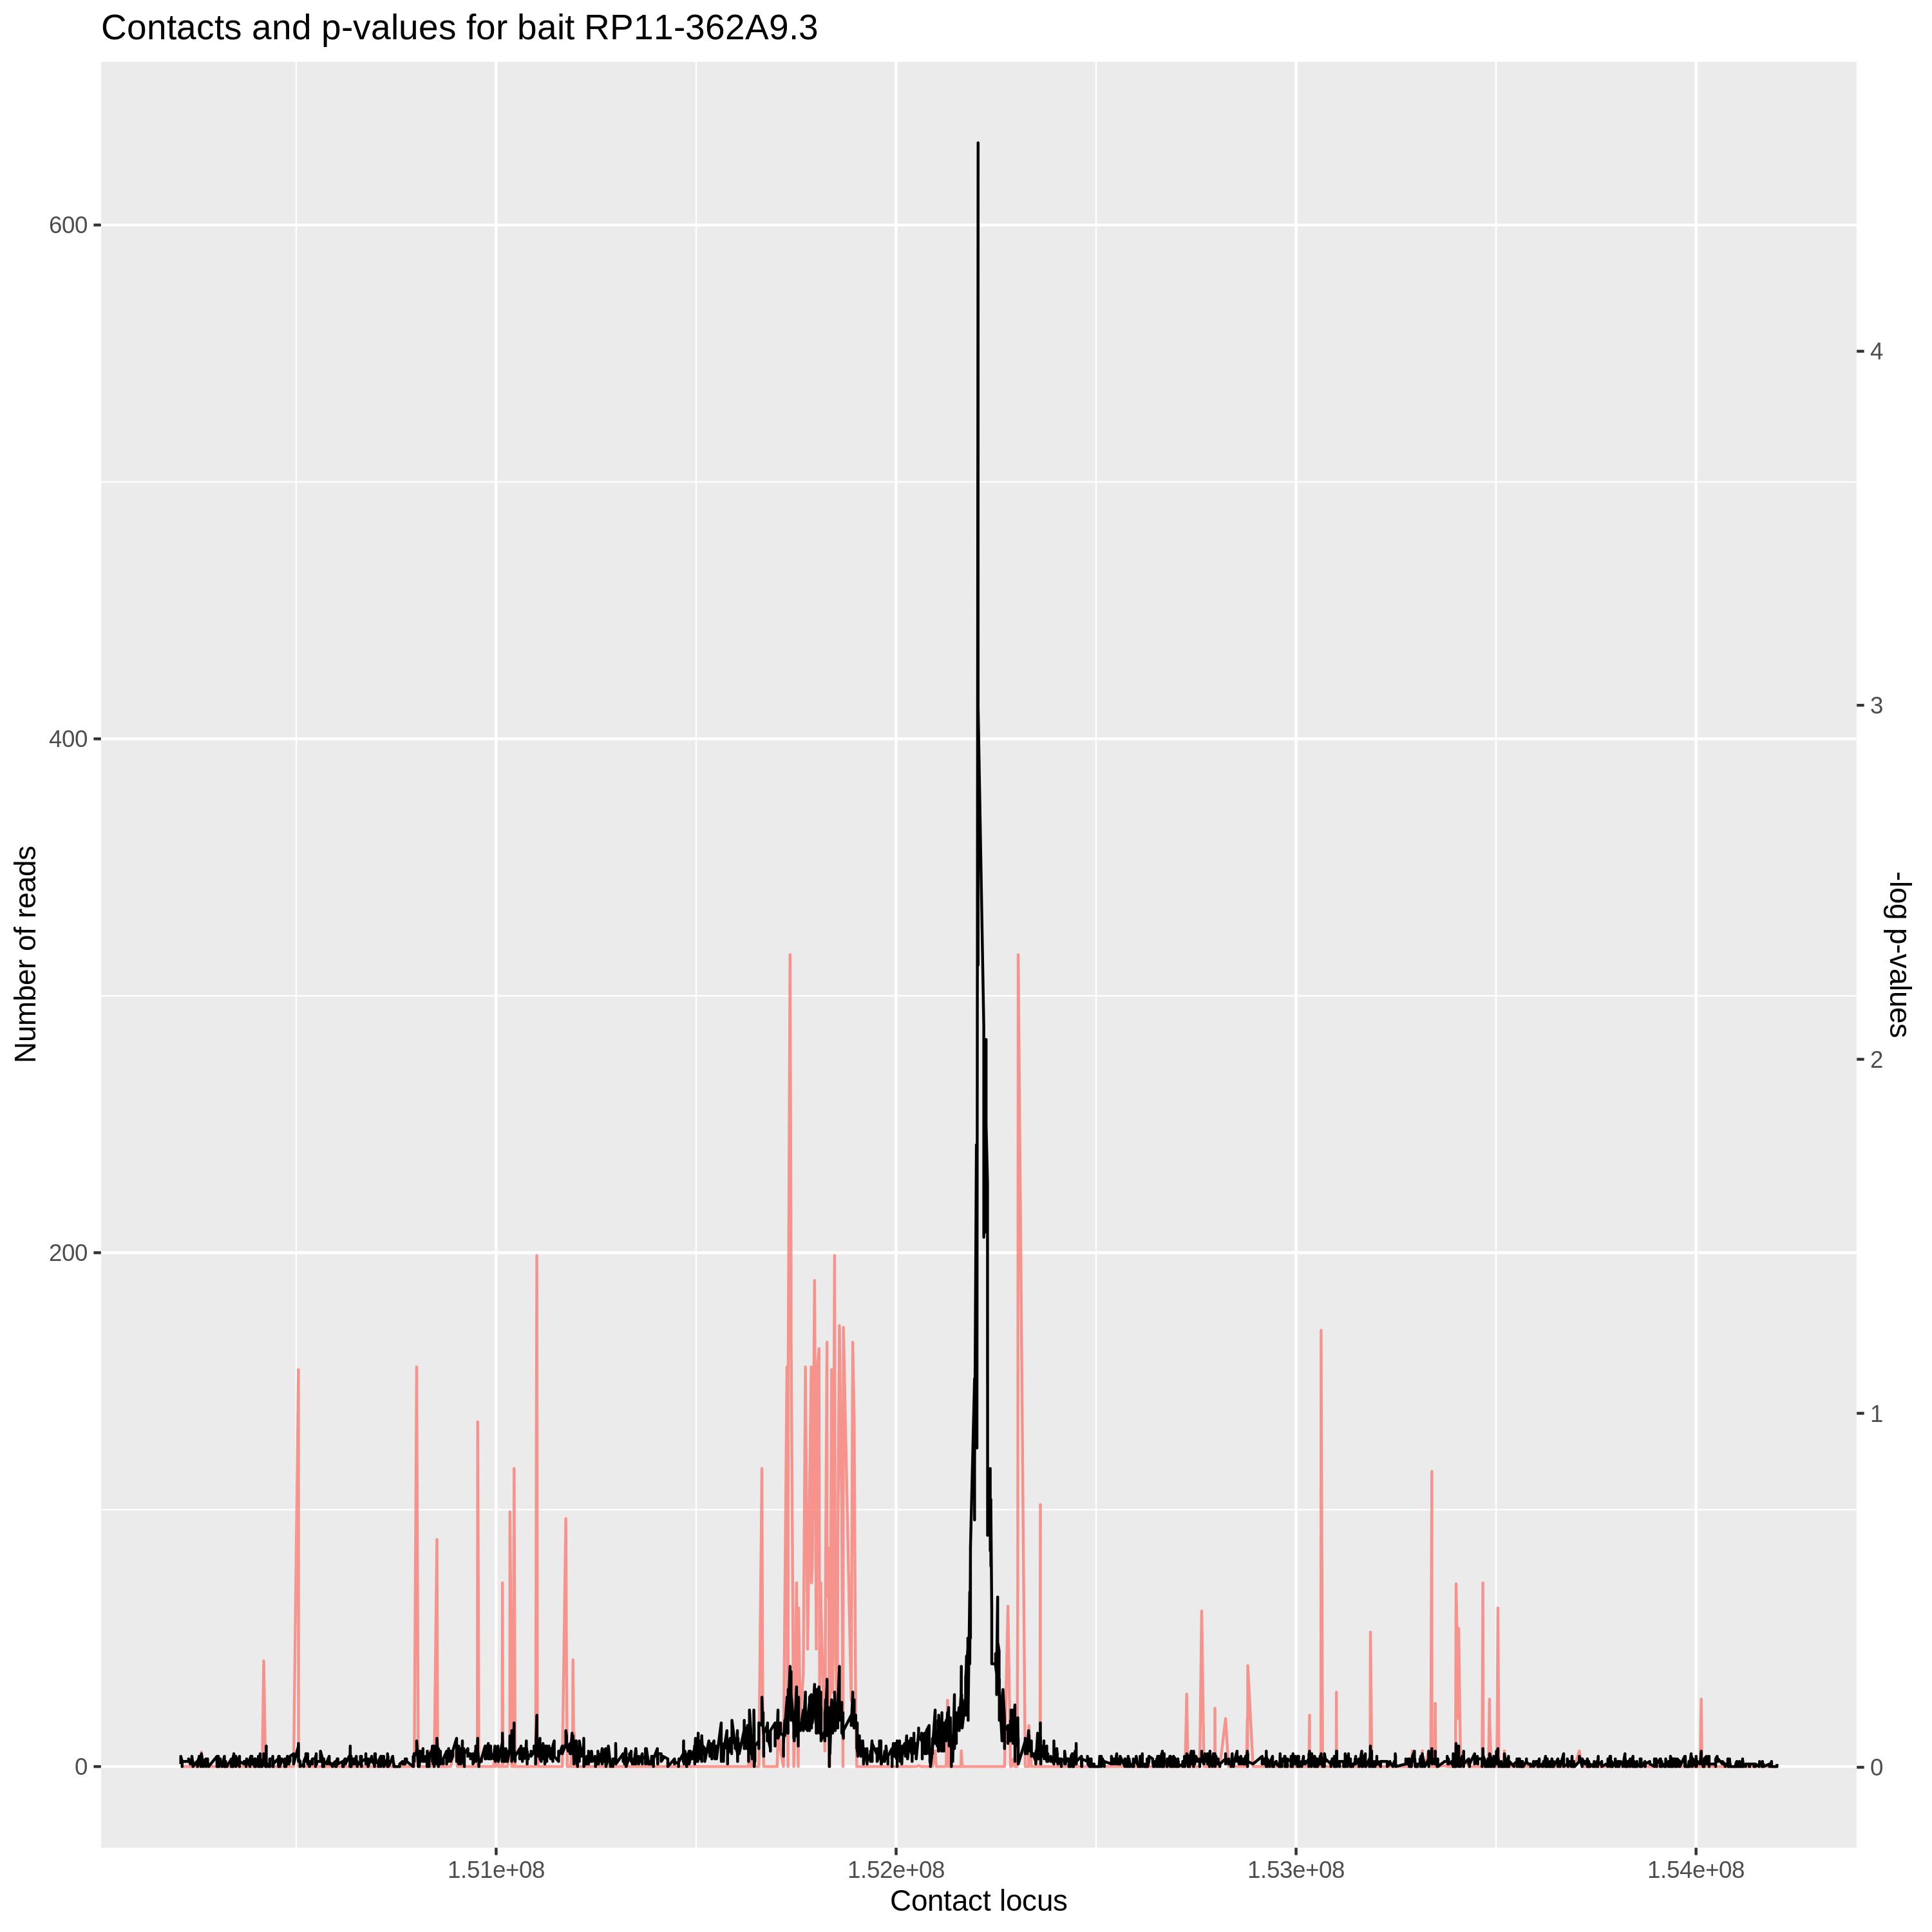 Contacts and p-values for bait RP11-362A9.3
600
400
200
0
Number of reads
4
3
2
1
0
-log p-values
1.51e+08
1.52e+08
1.53e+08
1.54e+08
Contact locus